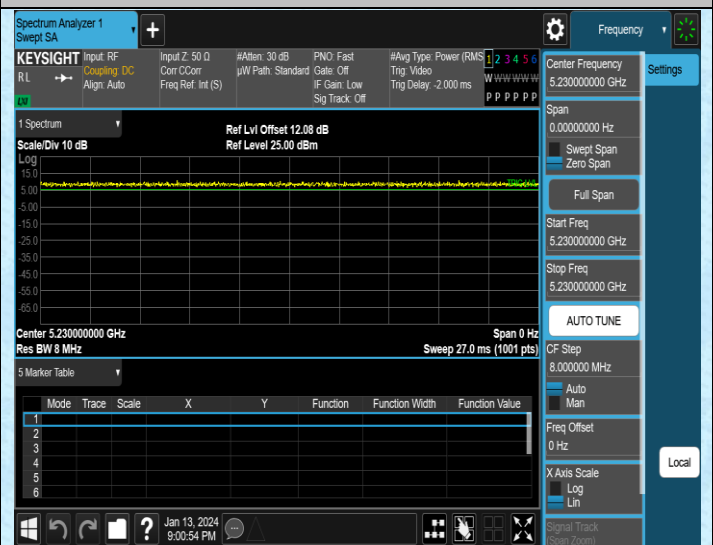 Spectrum Analyzer 1
Swept SA
+
Frequency
KEYSIGHT
RL
LXI
Input: RF
Coupling: DC
Align: Auto
Input Z: 50 Ω
Corr CCorr
Freq Ref: Int (S)
#Atten: 30 dB
µW Path: Standard
PNO: Fast
Gate: Off
IF Gain: Low
Sig Track: Off
#Avg Type: Power (RMS
Trig: Video
Trig Delay: -2.000 ms
1 2 3 4 5 6
W W W W W W
P P P P P P
Center Frequency
5.230000000 GHz
Settings
Span
0.00000000 Hz
Swept Span
Zero Span
Full Span
Start Freq
5.230000000 GHz
Stop Freq
5.230000000 GHz
AUTO TUNE
CF Step
8.000000 MHz
Auto
Man
Freq Offset
0 Hz
X Axis Scale
Log
Lin
Signal Track
(Span Zoom)
Local
1 Spectrum
Scale/Div 10 dB
Ref Lvl Offset 12.08 dB
Ref Level 25.00 dBm
Log
15.0
5.00
-5.00
-15.0
-25.0
-35.0
-45.0
-55.0
-65.0
Center 5.230000000 GHz
Span 0 Hz
Res BW 8 MHz
Sweep 27.0 ms (1001 pts)
5 Marker Table
Mode Trace Scale X Y Function Function Width Function Value
1
2
3
4
5
6
?
Jan 13, 2024
9:00:54 PM